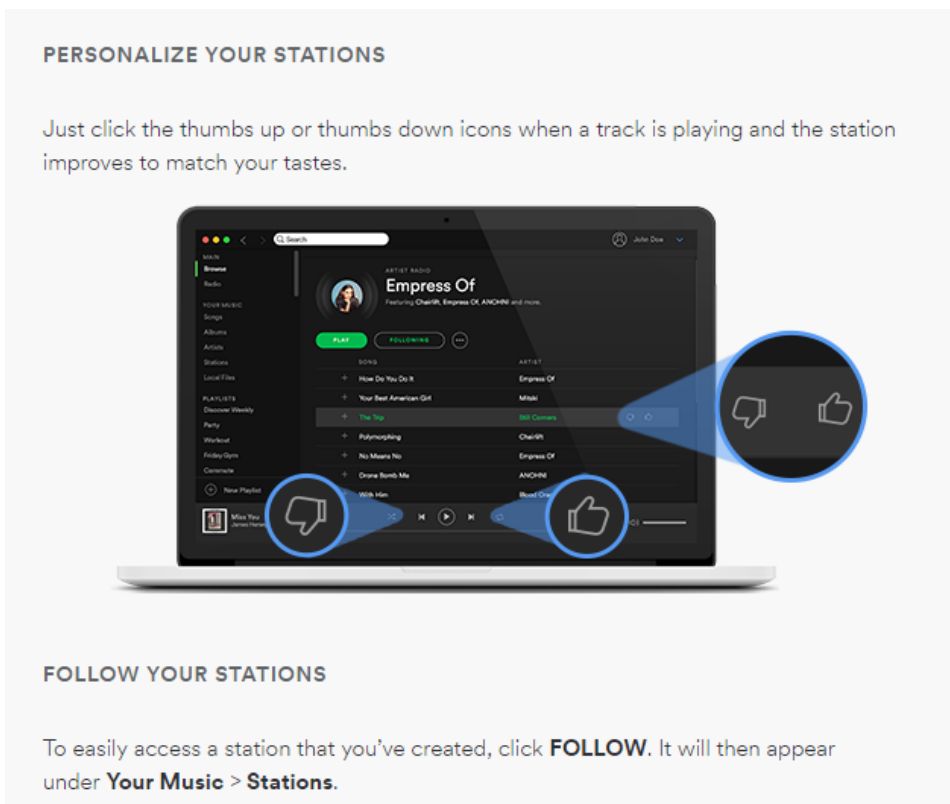 PERSONALIZE YOUR STATIONS
Just click the thumbs up or thumbs down icons when a track is playing and the station
improves to match your tastes.
Search
John Doe
MAIN
Browse
Radio
YOUR MUSIC
Songs
Albums
Artists
Stations
Local Files
PLAYLISTS
Discover Weekly
Party
Workout
Friday Gym
Commute
New Playlist
ARTIST RADIO
Empress Of
Featuring Chairlift, Empress Of, ANOHNI and more.
PLAY FOLLOWING
SONG ARTIST
How Do You Do It Empress Of
Your Best American Girl Mitski
The Trip Still Corners
Polymorphing Chairlift
No Means No Empress Of
Drone Bomb Me ANOHNI
With Him Blood
Miss You
James
FOLLOW YOUR STATIONS
To easily access a station that you've created, click FOLLOW. It will then appear
under Your Music > Stations.